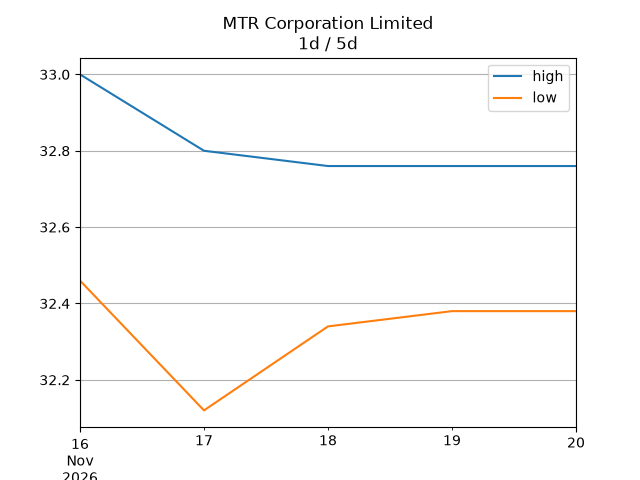 MTR Corporation Limited
1d / 5d
high
low
33.0
32.8
32.6
32.4
32.2
16 17 18 19 20
Nov
2026